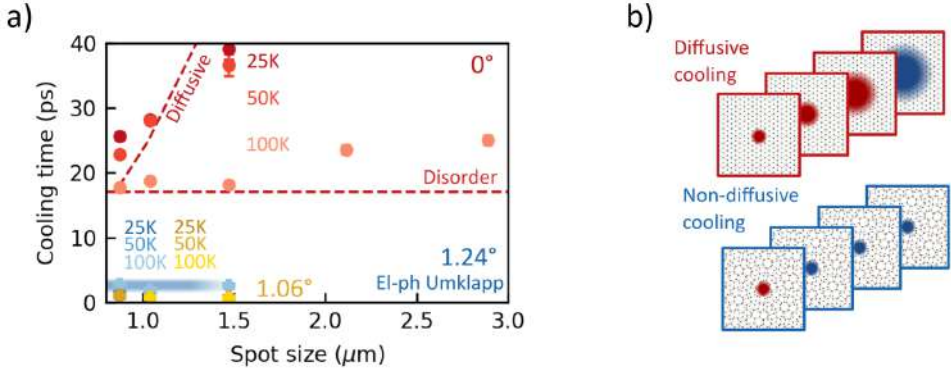 a)
40
30
20
10
0
Cooling time (ps)
Diffusive
25K
50K
100K
0°
Disorder
25K 25K
50K 50K
100K 100K
1.06°
1.24°
El-ph Umklapp
1.0 1.5 2.0 2.5 3.0
Spot size (μm)
b)
Diffusive
cooling
Non-diffusive
cooling